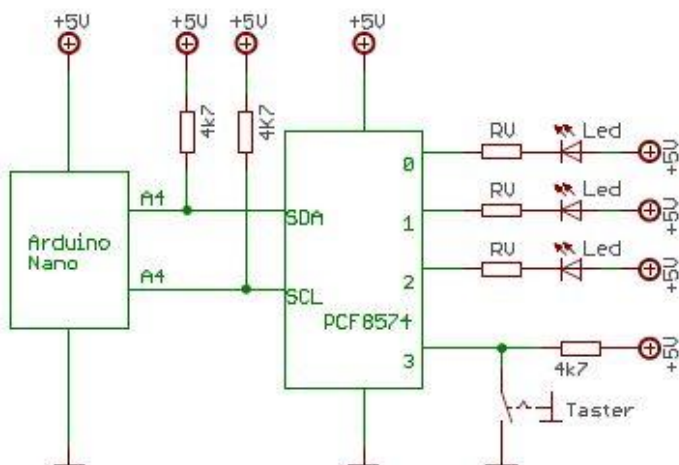 +5V
+5V
+5V
+5V
4k7
4K7
RV
Led
+5V
0
A4
SDA
RV
Led
+5V
1
Arduino
Nano
A4
SCL
RV
Led
+5V
2
PCF8574
3
4k7
+5V
Taster